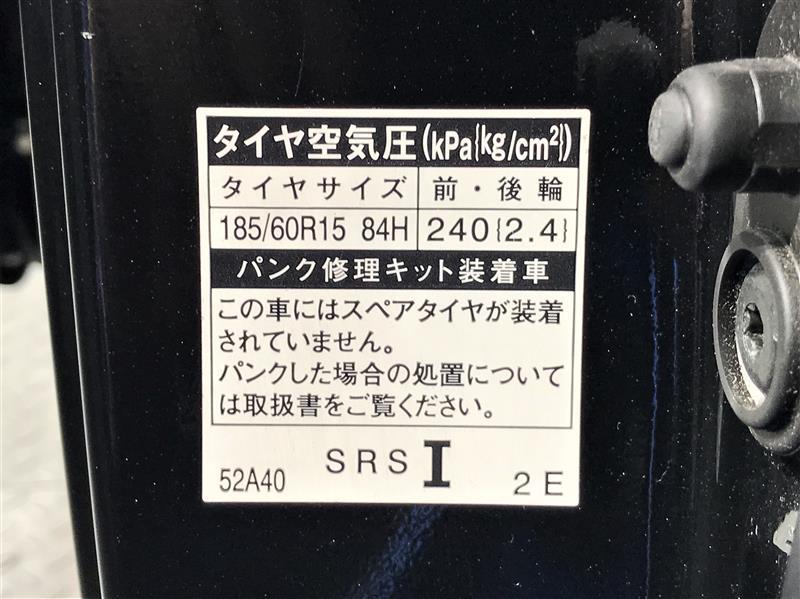 タイヤ空気圧(kPa{kg/cm²})
タイヤサイズ 前・後輪
185/60R15 84H 240{2.4}
パンク修理キット装着車
この車にはスペアタイヤが装着
されていません。
パンクした場合の処置について
は取扱書をご覧ください。
52A40 SRS I 2E